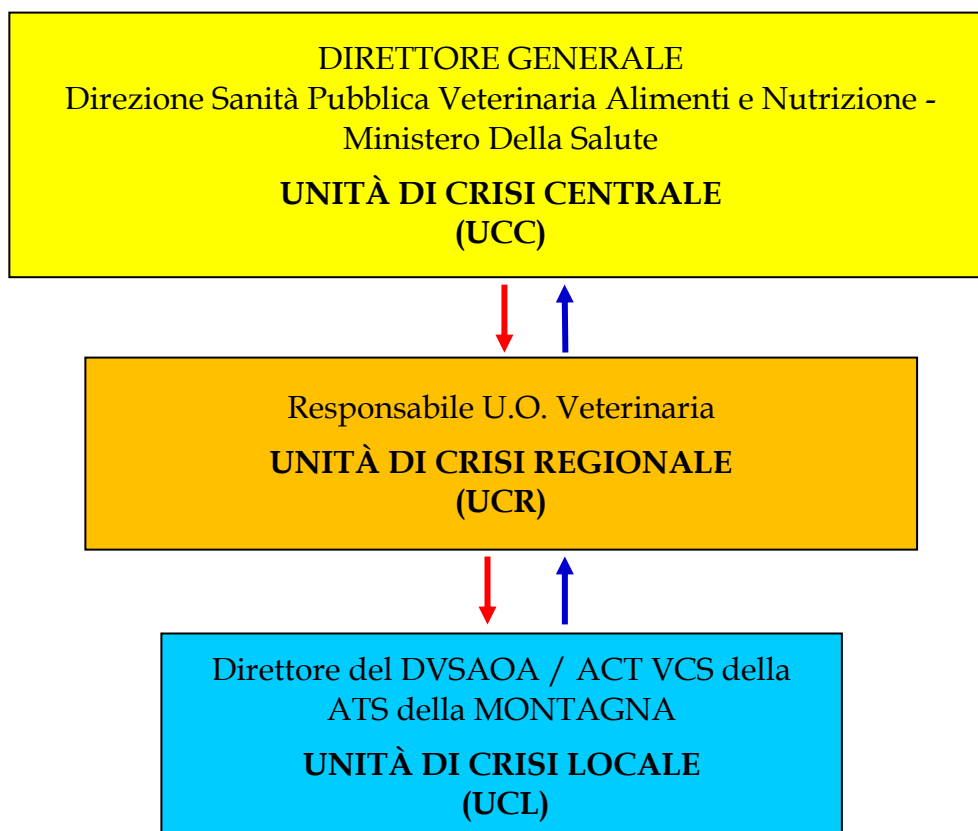 DIRETTORE GENERALE
Direzione Sanità Pubblica Veterinaria Alimenti e Nutrizione -
Ministero Della Salute
UNITÀ DI CRISI CENTRALE
(UCC)
Responsabile U.O. Veterinaria
UNITÀ DI CRISI REGIONALE
(UCR)
Direttore del DVSAOA / ACT VCS della
ATS della MONTAGNA
UNITÀ DI CRISI LOCALE
(UCL)